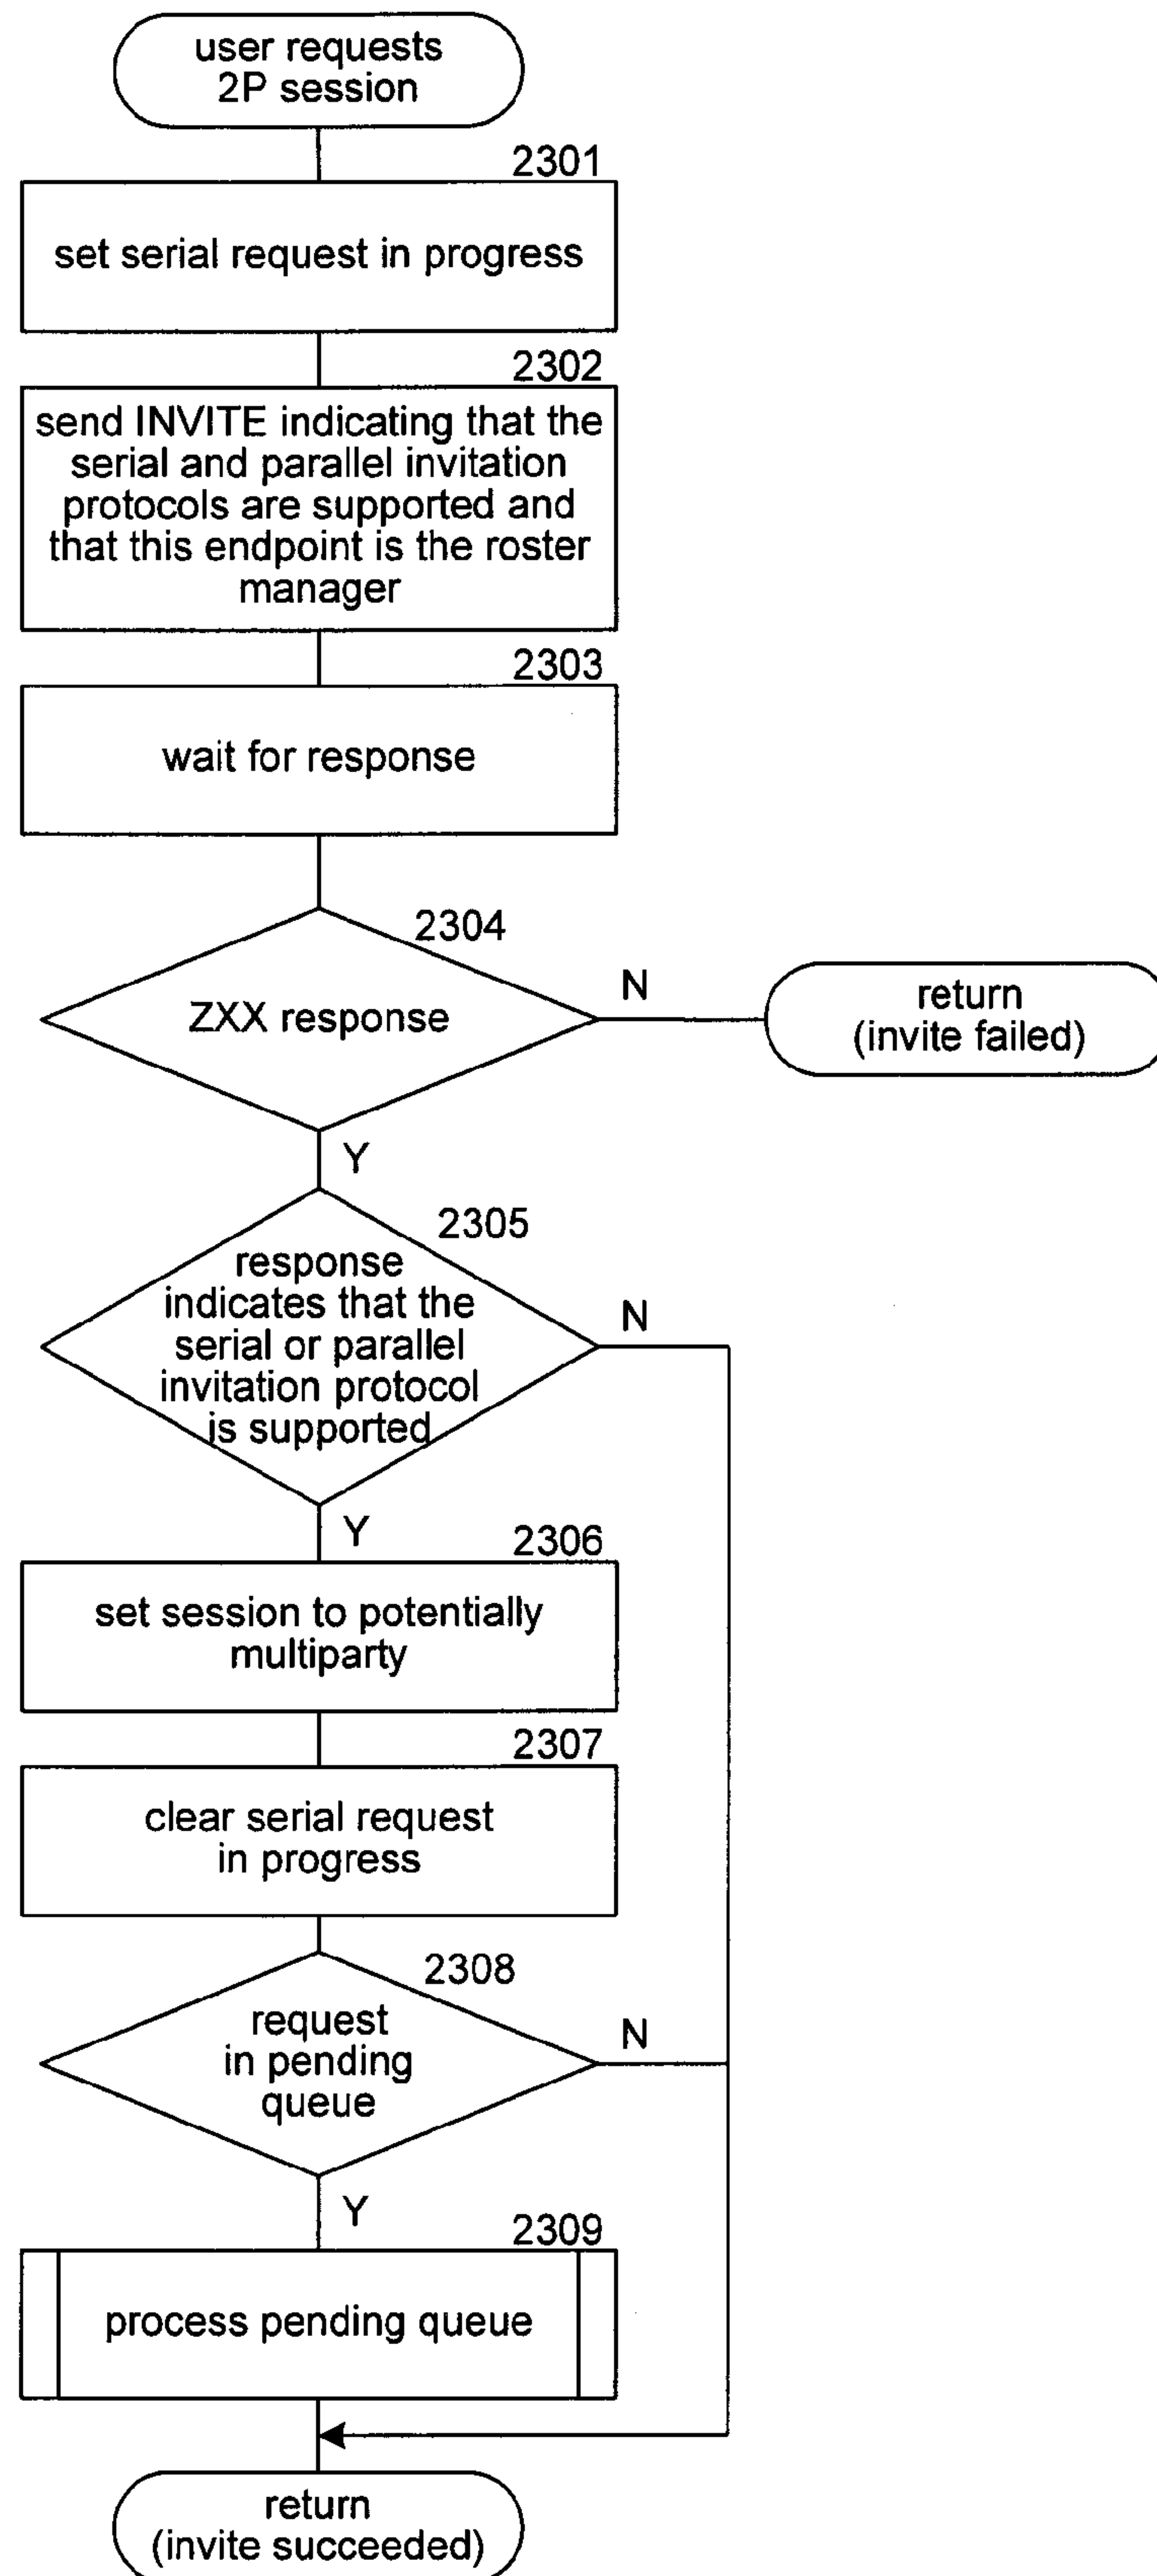 user requests
2P session
2301
set serial request in progress
2302
send INVITE indicating that the
serial and parallel invitation
protocols are supported and
that this endpoint is the roster
manager
2303
wait for response
2304
ZXX response
N
return
(invite failed)
Y
2305
response
indicates that the
serial or parallel
invitation protocol
is supported
N
Y
2306
set session to potentially
multiparty
2307
clear serial request
in progress
2308
request
in pending
queue
N
Y
2309
process pending queue
return
(invite succeeded)